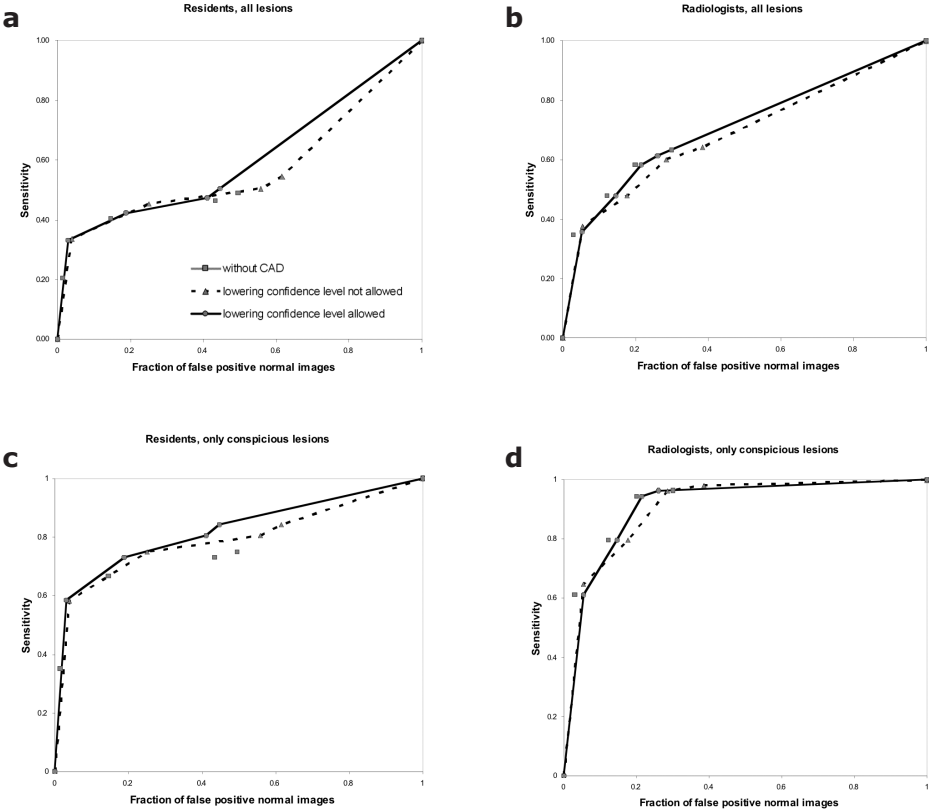 a
Residents, all lesions
1.00
0.80
0.60
0.40
0.20
0.00
Sensitivity
without CAD
lowering confidence level not allowed
lowering confidence level allowed
0 0.2 0.4 0.6 0.8 1
Fraction of false positive normal images
b
Radiologists, all lesions
1.00
0.80
0.60
0.40
0.20
0.00
Sensitivity
0 0.2 0.4 0.6 0.8 1
Fraction of false positive normal images
c
Residents, only conspicious lesions
1
0.8
0.6
0.4
0.2
0
Sensitivity
0 0.2 0.4 0.6 0.8 1
Fraction of false positive normal images
d
Radiologists, only conspicious lesions
1
0.8
0.6
0.4
0.2
0
Sensitivity
0 0.2 0.4 0.6 0.8 1
Fraction of false positive normal images